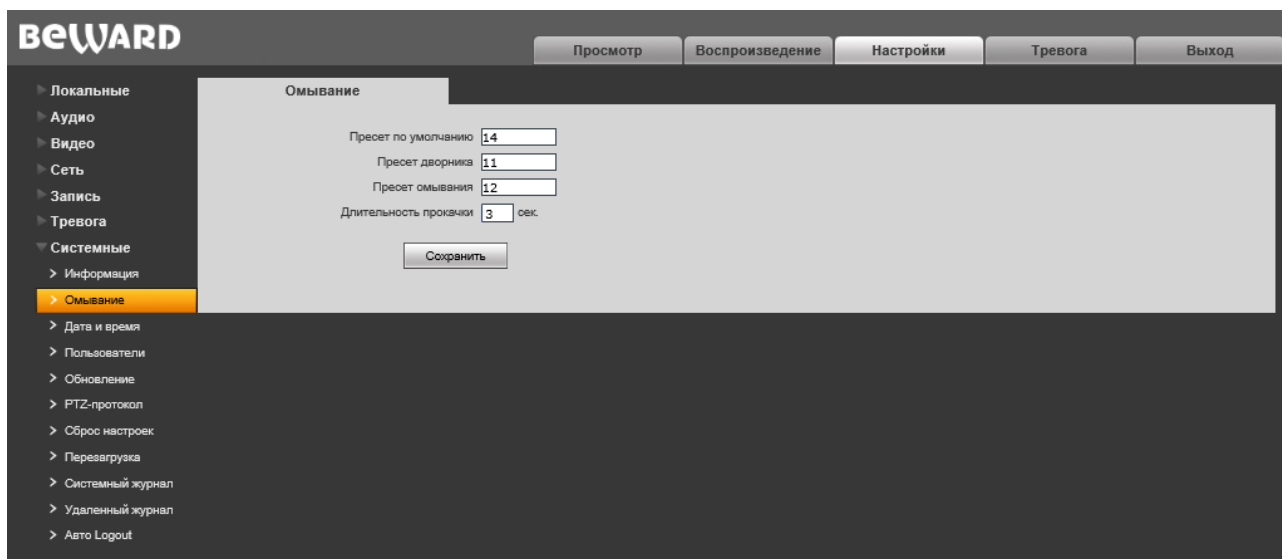 BEWARD
Просмотр
Воспроизведение
Настройки
Тревога
Выход
Локальные
Аудио
Видео
Сеть
Запись
Тревога
Системные
Информация
Омывание
Дата и время
Пользователи
Обновление
PTZ-протокол
Сброс настроек
Перезагрузка
Системный журнал
Удаленный журнал
Авто Logout
Омывание
Пресет по умолчанию 14
Пресет дворника 11
Пресет омывания 12
Длительность прокачки 3 сек.
Сохранить